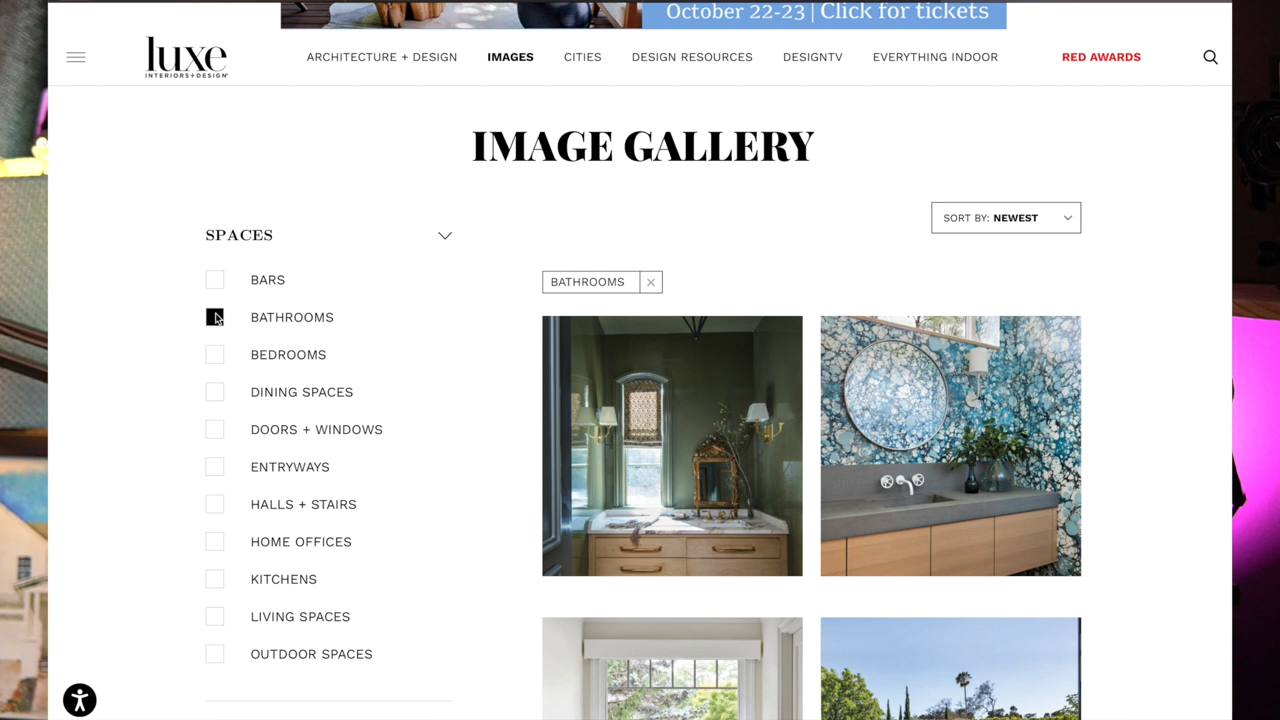 October 22-23 | Click for tickets
luxe
INTERIORS+DESIGN
ARCHITECTURE + DESIGN
IMAGES
CITIES
DESIGN RESOURCES
DESIGNTV
EVERYTHING INDOOR
RED AWARDS
IMAGE GALLERY
SORT BY: NEWEST
SPACES
BARS
BATHROOMS
BEDROOMS
DINING SPACES
DOORS + WINDOWS
ENTRYWAYS
HALLS + STAIRS
HOME OFFICES
KITCHENS
LIVING SPACES
OUTDOOR SPACES
BATHROOMS